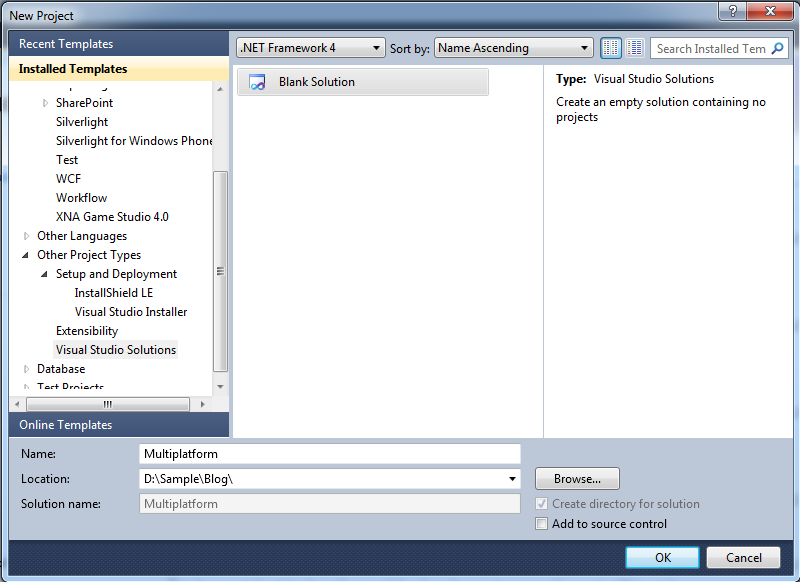 New Project
Recent Templates
.NET Framework 4
Sort by:
Name Ascending
Search Installed Tem
Installed Templates
SharePoint
Silverlight
Silverlight for Windows Phone
Test
WCF
Workflow
XNA Game Studio 4.0
Other Languages
Other Project Types
Setup and Deployment
InstallShield LE
Visual Studio Installer
Extensibility
Visual Studio Solutions
Database
Test Projects
Online Templates
Blank Solution
Type: Visual Studio Solutions
Create an empty solution containing no
projects
Name:
Multiplatform
Location:
D:\Sample\Blog\
Browse...
Solution name:
Multiplatform
Create directory for solution
Add to source control
OK
Cancel